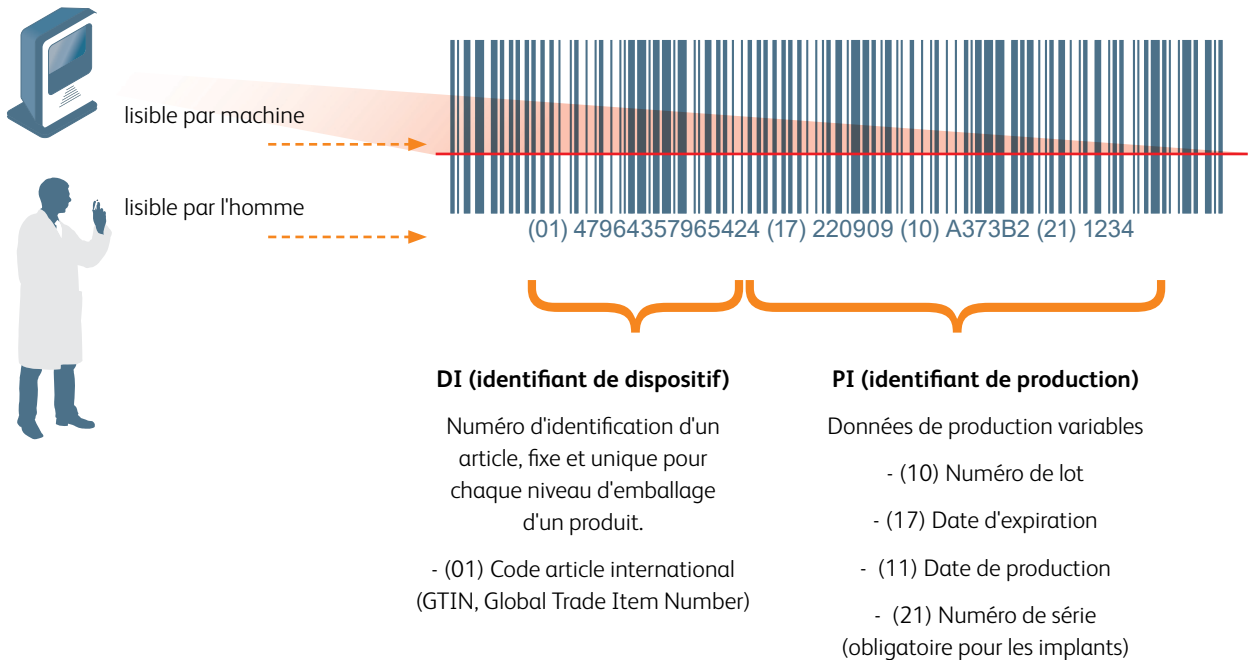 lisible par machine
lisible par l'homme
(01) 47964357965424 (17) 220909 (10) A373B2 (21) 1234
DI (identifiant de dispositif)
Numéro d'identification d'un
article, fixe et unique pour
chaque niveau d'emballage
d'un produit.
- (01) Code article international
(GTIN, Global Trade Item Number)
PI (identifiant de production)
Données de production variables
- (10) Numéro de lot
- (17) Date d'expiration
- (11) Date de production
- (21) Numéro de série
(obligatoire pour les implants)